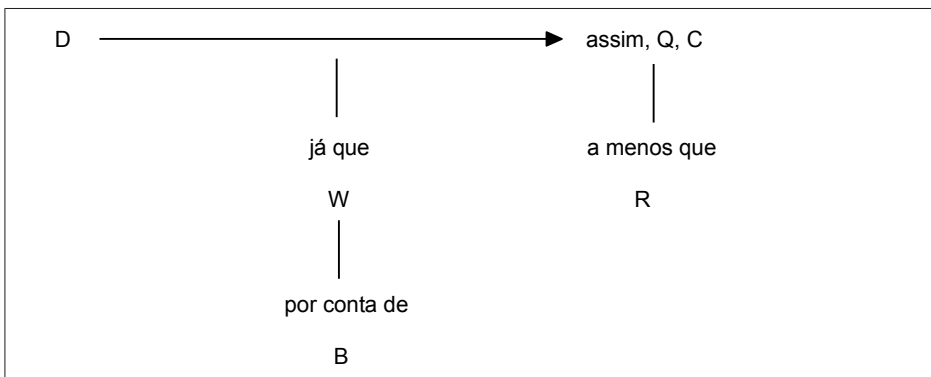 D assim, Q, C
já que a menos que
W R
por conta de
B